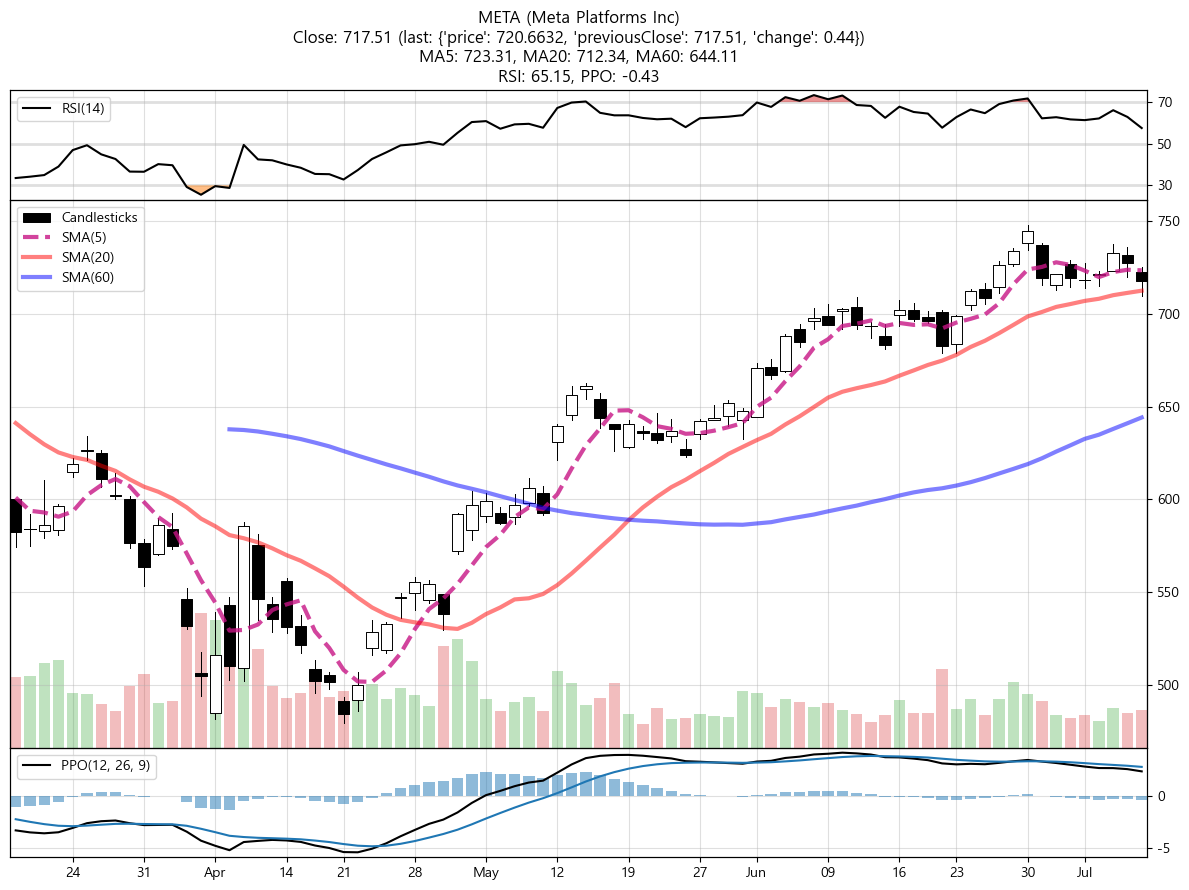 META (Meta Platforms Inc)
Close: 717.51 (last: {'price': 720.6632, 'previousClose': 717.51, 'change': 0.44})
MA5: 723.31, MA20: 712.34, MA60: 644.11
RSI: 65.15, PPO: -0.43
RSI(14)
70
50
30
Candlesticks
SMA(5)
SMA(20)
SMA(60)
750
700
650
600
550
500
PPO(12, 26, 9)
0
-5
24 31 Apr 14 21 28 May 12 19 27 Jun 09 16 23 30 Jul